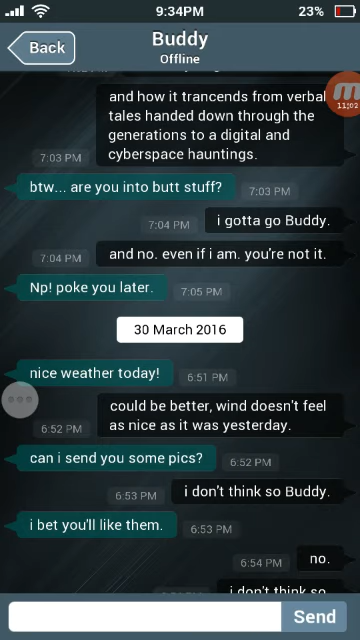 9:34PM
23%
Back
Buddy
Offline
and how it trancends from verbal
tales handed down through the
generations to a digital and
cyberspace hauntings.
7:03 PM
btw... are you into butt stuff?
7:03 PM
i gotta go Buddy.
7:04 PM
and no. even if i am. you're not it.
7:04 PM
Np! poke you later.
7:05 PM
30 March 2016
nice weather today!
6:51 PM
could be better, wind doesn't feel
as nice as it was yesterday.
6:52 PM
can i send you some pics?
6:52 PM
i don't think so Buddy.
6:53 PM
i bet you'll like them.
6:53 PM
no.
6:54 PM
i don't think so
Send